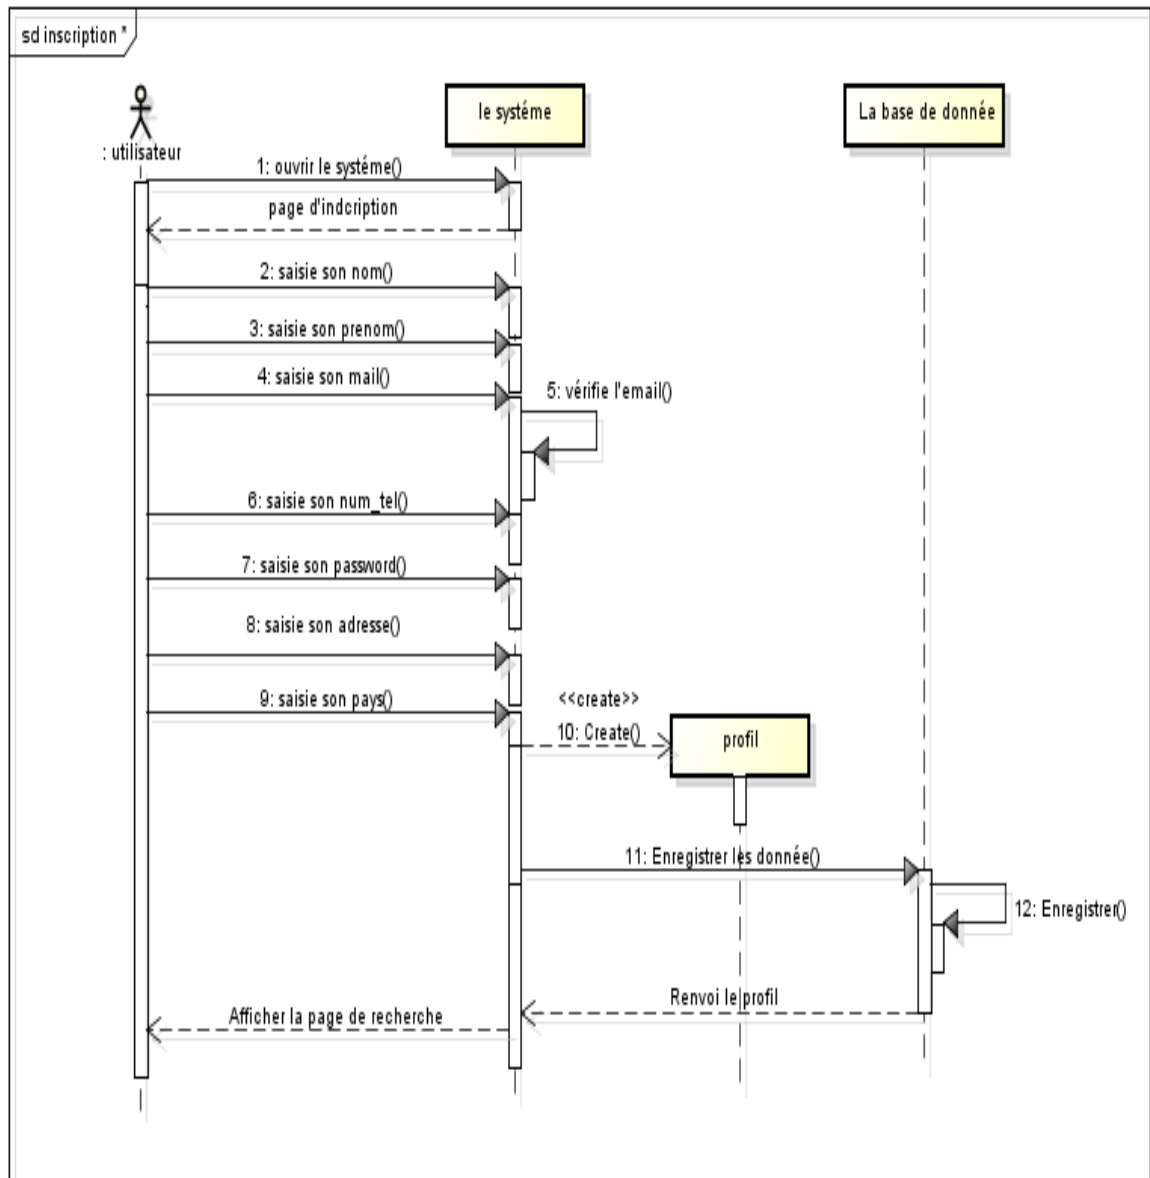 sd inscription *
: utilisateur
le systéme
La base de donnée
1: ouvrir le systéme()
page d'indcription
2: saisie son nom()
3: saisie son prenom()
4: saisie son mail()
5: vérifie l'email()
6: saisie son num_tel()
7: saisie son password()
8: saisie son adresse()
9: saisie son pays()
<<create>>
10: Create()
profil
11: Enregistrer les donnée()
12: Enregistrer()
Renvoi le profil
Afficher la page de recherche